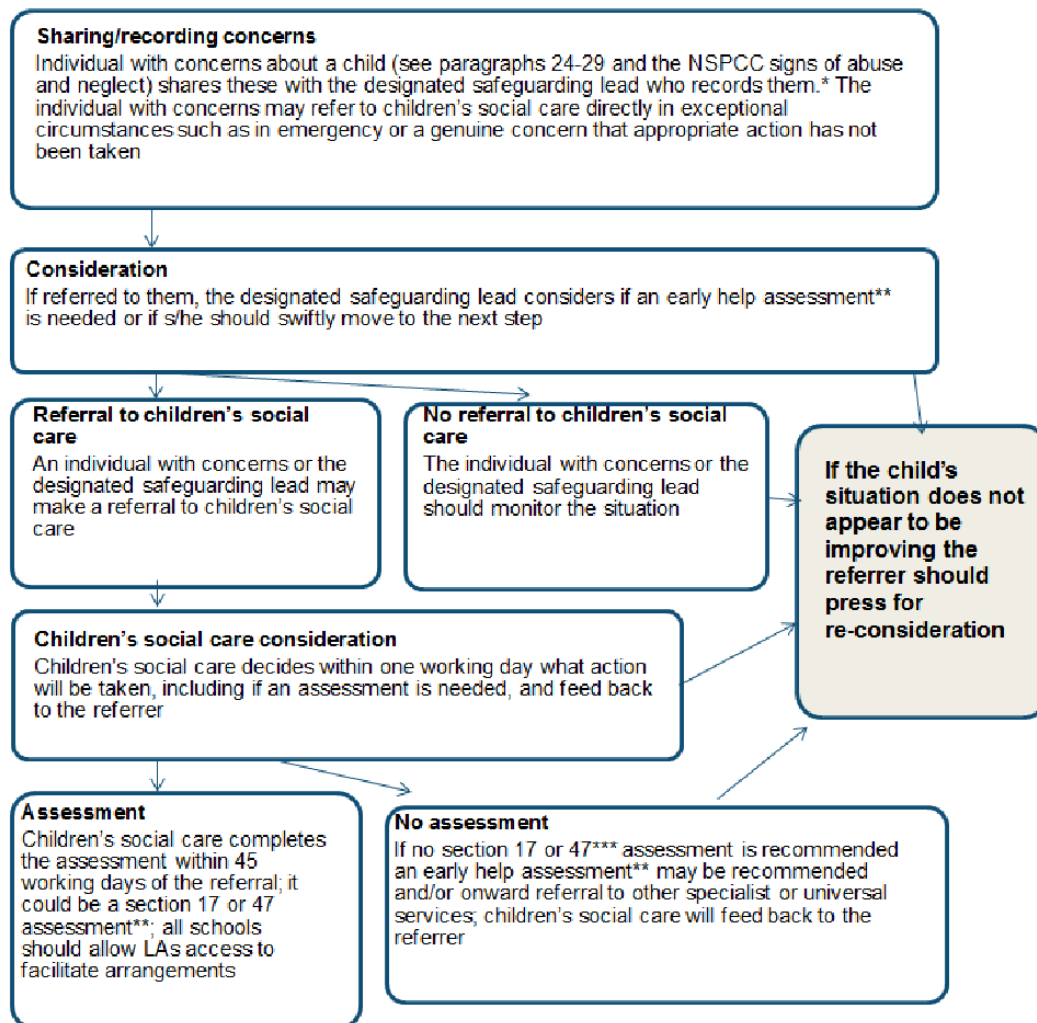 Sharing/recording concerns
Individual with concerns about a child (see paragraphs 24-29 and the NSPCC signs of abuse
and neglect) shares these with the designated safeguarding lead who records them.* The
individual with concerns may refer to children's social care directly in exceptional
circumstances such as in emergency or a genuine concern that appropriate action has not
been taken
Consideration
If referred to them, the designated safeguarding lead considers if an early help assessment**
is needed or if s/he should swiftly move to the next step
Referral to children's social
care
An individual with concerns or the
designated safeguarding lead may
make a referral to children's social
care
No referral to children's social
care
The individual with concerns or the
designated safeguarding lead
should monitor the situation
If the child's
situation does not
appear to be
improving the
referrer should
press for
re-consideration
Children's social care consideration
Children's social care decides within one working day what action
will be taken, including if an assessment is needed, and feed back
to the referrer
Assessment
Children's social care completes
the assessment within 45
working days of the referral; it
could be a section 17 or 47
assessment**; all schools
should allow LAs access to
facilitate arrangements
No assessment
If no section 17 or 47*** assessment is recommended
an early help assessment** may be recommended
and/or onward referral to other specialist or universal
services; children's social care will feed back to the
referrer